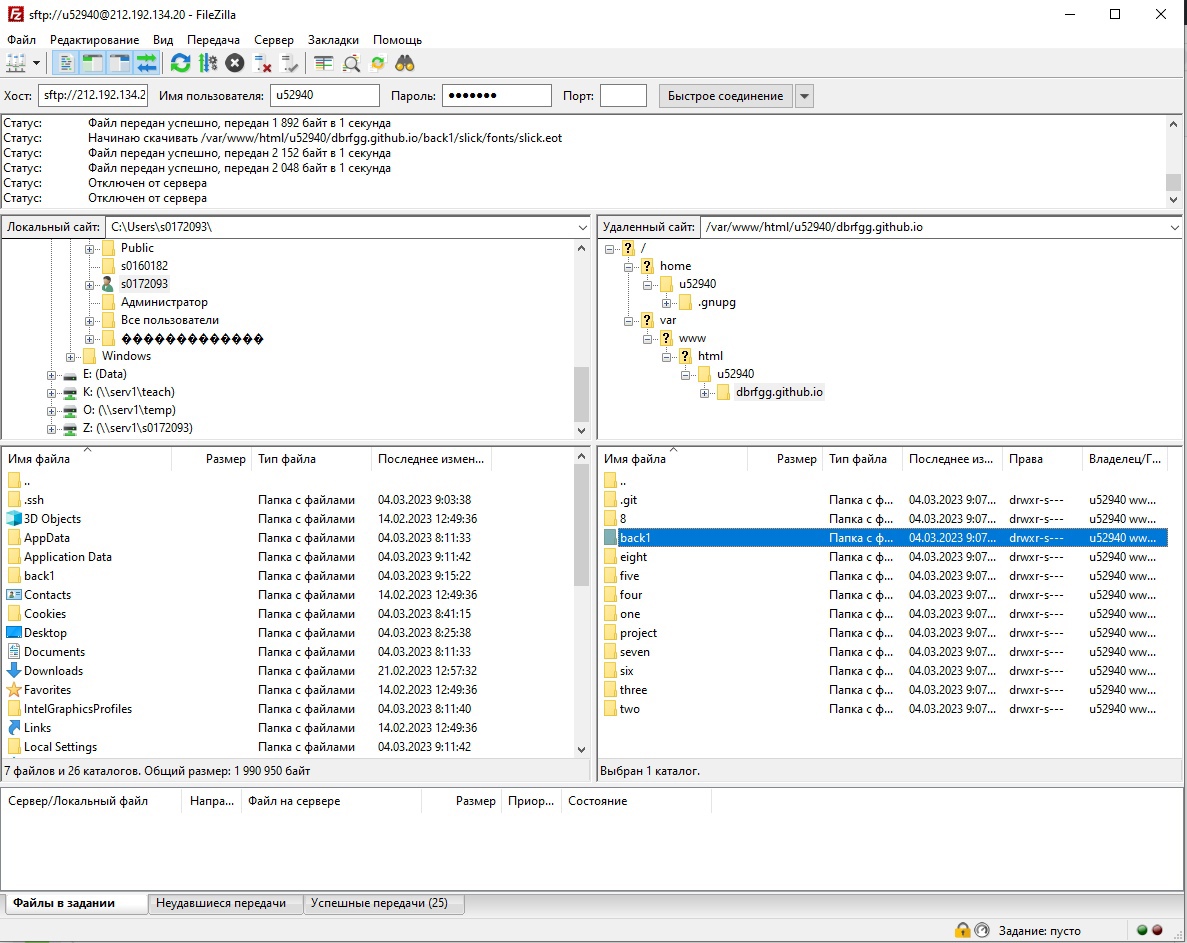 sftp://u52940@212.192.134.20 - FileZilla
Файл Редактирование Вид Передача Сервер Закладки Помощь
Хост: sftp://212.192.134.2 Имя пользователя: u52940 Пароль: ●●●●●●● Порт: Быстрое соединение
Статус: Файл передан успешно, передан 1 892 байт в 1 секунда
Статус: Начинаю скачивать /var/www/html/u52940/dbrfgg.github.io/back1/slick/fonts/slick.eot
Статус: Файл передан успешно, передан 2 152 байт в 1 секунда
Статус: Файл передан успешно, передан 2 048 байт в 1 секунда
Статус: Отключен от сервера
Статус: Отключен от сервера
Локальный сайт: C:\Users\s0172093\
Public
s0160182
s0172093
Администратор
Все пользователи
���������������
Windows
E: (Data)
K: (\\serv1\teach)
O: (\\serv1\temp)
Z: (\\serv1\s0172093)
Удаленный сайт: /var/www/html/u52940/dbrfgg.github.io
/
home
u52940
.gnupg
var
www
html
u52940
dbrfgg.github.io
Имя файла Размер Тип файла Последнее измен...
..
.ssh Папка с файлами 04.03.2023 9:03:38
3D Objects Папка с файлами 14.02.2023 12:49:36
AppData Папка с файлами 04.03.2023 8:11:33
Application Data Папка с файлами 04.03.2023 9:11:42
back1 Папка с файлами 04.03.2023 9:15:22
Contacts Папка с файлами 14.02.2023 12:49:36
Cookies Папка с файлами 04.03.2023 8:41:15
Desktop Папка с файлами 04.03.2023 8:25:38
Documents Папка с файлами 04.03.2023 8:11:33
Downloads Папка с файлами 21.02.2023 12:57:32
Favorites Папка с файлами 14.02.2023 12:49:36
IntelGraphicsProfiles Папка с файлами 04.03.2023 8:11:40
Links Папка с файлами 14.02.2023 12:49:36
Local Settings Папка с файлами 04.03.2023 9:11:42
7 файлов и 26 каталогов. Общий размер: 1 990 950 байт
Имя файла Размер Тип файла Последнее из... Права Владелец/Г...
..
.git Папка с ф... 04.03.2023 9:07... drwxr-s--- u52940 ww...
8 Папка с ф... 04.03.2023 9:07... drwxr-s--- u52940 ww...
back1 Папка с ф... 04.03.2023 9:07... drwxr-s--- u52940 ww...
eight Папка с ф... 04.03.2023 9:07... drwxr-s--- u52940 ww...
five Папка с ф... 04.03.2023 9:07... drwxr-s--- u52940 ww...
four Папка с ф... 04.03.2023 9:07... drwxr-s--- u52940 ww...
one Папка с ф... 04.03.2023 9:07... drwxr-s--- u52940 ww...
project Папка с ф... 04.03.2023 9:07... drwxr-s--- u52940 ww...
seven Папка с ф... 04.03.2023 9:07... drwxr-s--- u52940 ww...
six Папка с ф... 04.03.2023 9:07... drwxr-s--- u52940 ww...
three Папка с ф... 04.03.2023 9:07... drwxr-s--- u52940 ww...
two Папка с ф... 04.03.2023 9:07... drwxr-s--- u52940 ww...
Выбран 1 каталог.
Сервер/Локальный файл Напра... Файл на сервере Размер Приор... Состояние
Файлы в задании Неудавшиеся передачи Успешные передачи (25)
Задание: пусто